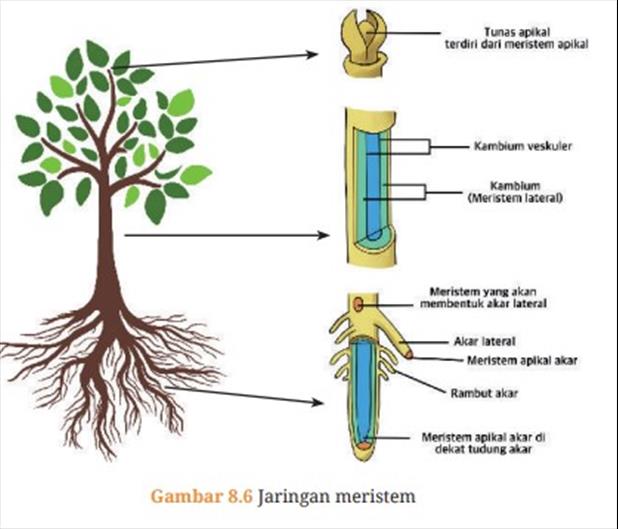 Tunas apikal
terdiri dari meristem apikal
Kambium veskuler
Kambium
(Meristem lateral)
Meristem yang akan
membentuk akar lateral
Akar lateral
Meristem apikal akar
Rambut akar
Meristem apikal akar di
dekat tudung akar
Gambar 8.6 Jaringan meristem